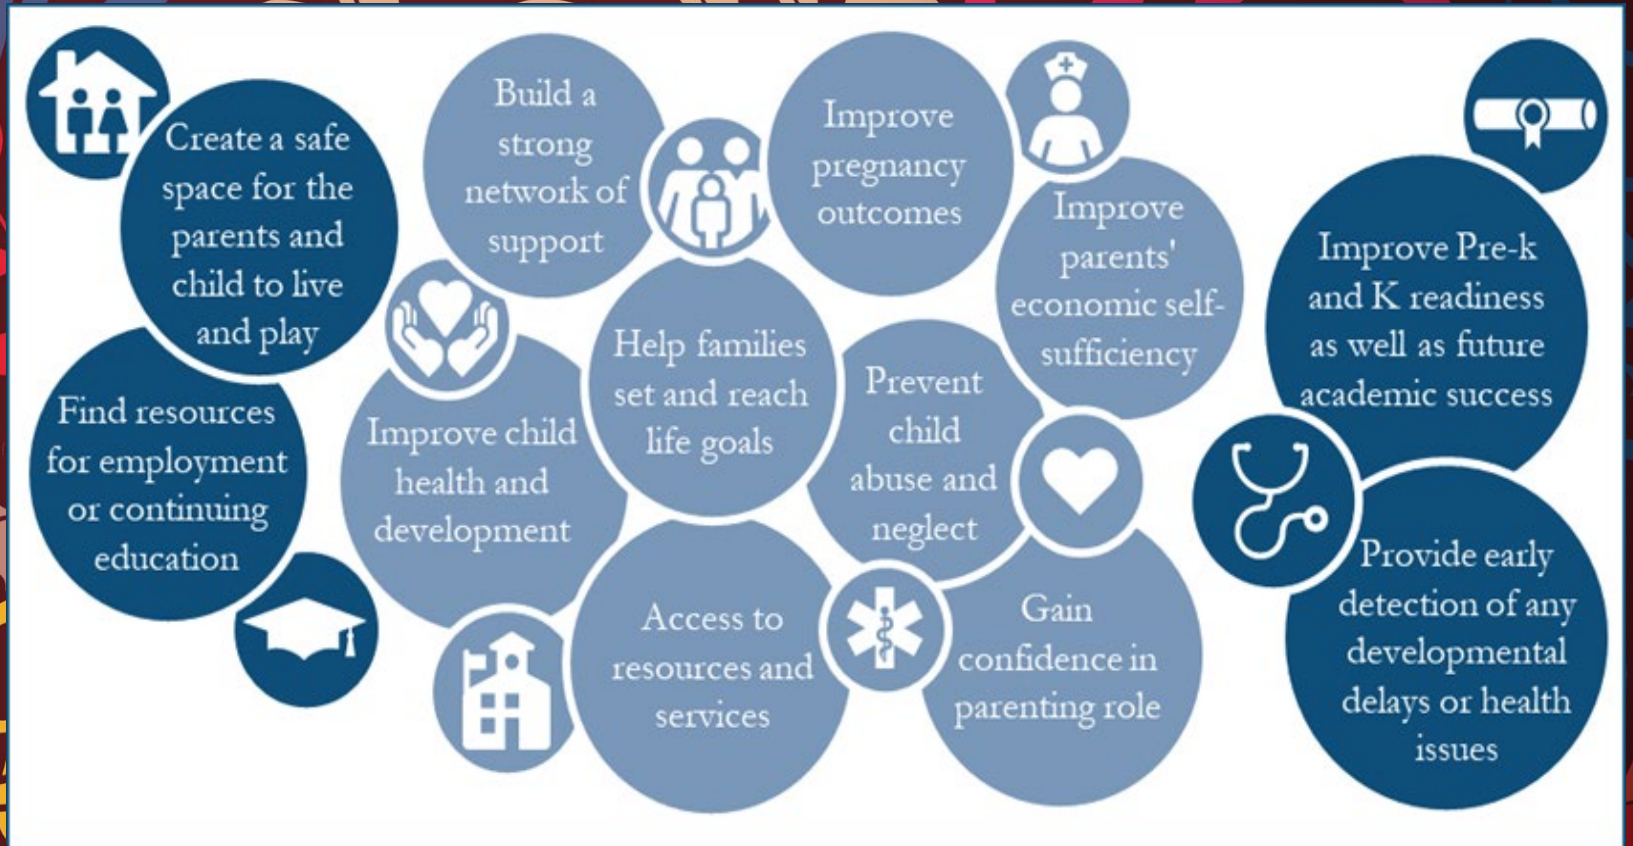 Create a safe
space for the
parents and
child to live
and play
Find resources
for employment
or continuing
education
Build a
strong
network of
support
Improve child
health and
development
Help families
set and reach
life goals
Access to
resources and
services
Improve
pregnancy
outcomes
Prevent
child
abuse and
neglect
Improve
parents'
economic self-
sufficiency
Gain
confidence in
parenting role
Improve Pre-k
and K readiness
as well as future
academic success
Provide early
detection of any
developmental
delays or health
issues